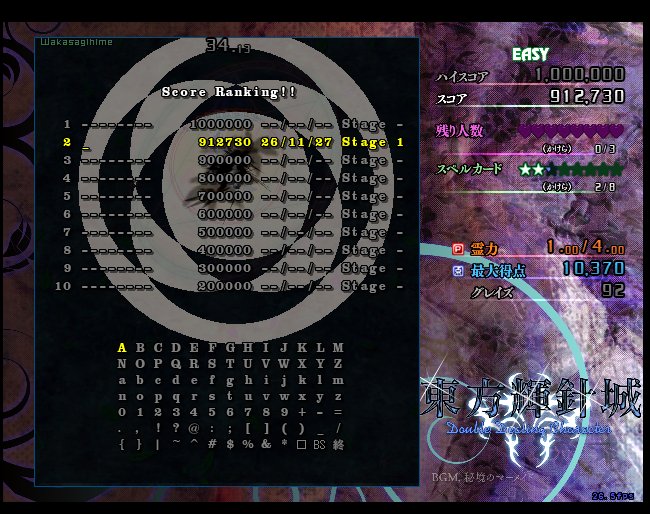 Wakasagihime
34.13
Score Ranking!!
1 -------- 1000000 --/--/-- Stage -
2 _ 912730 26/11/27 Stage 1
3 -------- 900000 --/--/-- Stage -
4 -------- 800000 --/--/-- Stage -
5 -------- 700000 --/--/-- Stage -
6 -------- 600000 --/--/-- Stage -
7 -------- 500000 --/--/-- Stage -
8 -------- 400000 --/--/-- Stage -
9 -------- 300000 --/--/-- Stage -
10 -------- 200000 --/--/-- Stage -
A B C D E F G H I J K L M
N O P Q R S T U V W X Y Z
a b c d e f g h i j k l m
n o p q r s t u v w x y z
0 1 2 3 4 5 6 7 8 9 + - =
. , ! ? @ : ; [ ] ( ) _ /
{ } | ~ ^ # $ % & * □ BS 終
EASY
ハイスコア 1,000,000
スコア 912,730
残り人数
(かけら) 0/3
スペルカード
(かけら) 2/8
P 霊力 1.00/4.00
最大得点 10,370
グレイズ 92
東方輝針城
Double Dealing Character
BGM. 秘境のマーメイド
26.5fps